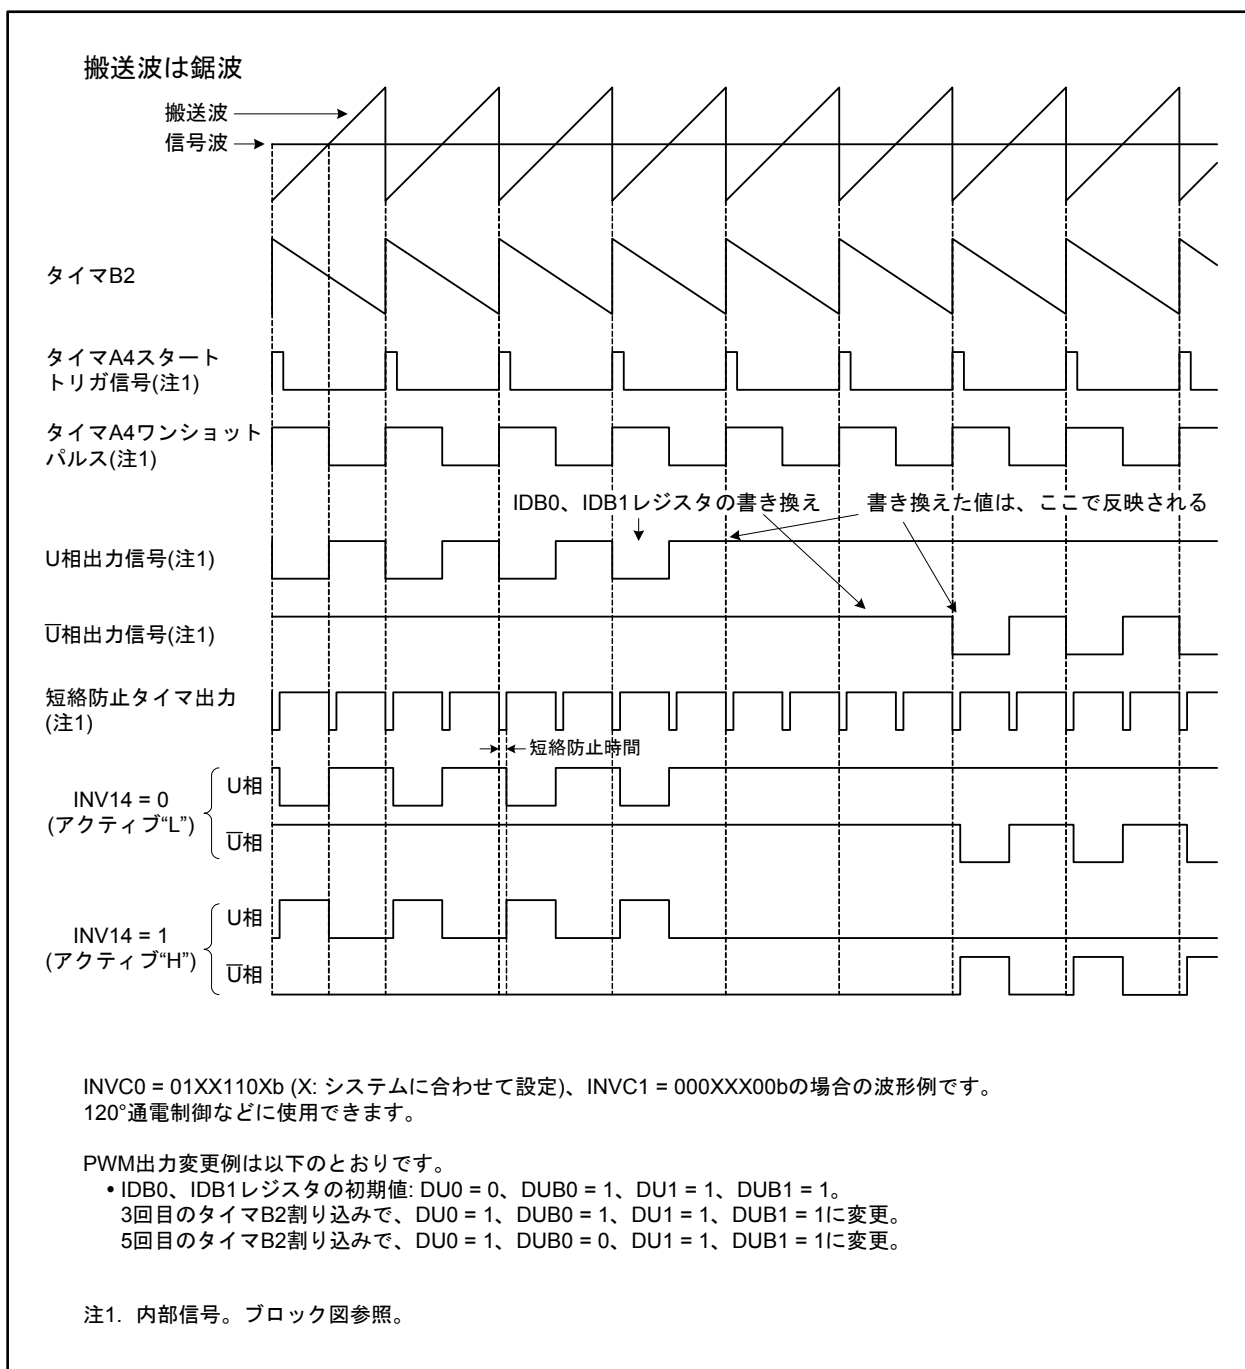 搬送波は鋸波
搬送波
信号波
タイマB2
タイマA4スタート
トリガ信号(注1)
タイマA4ワンショット
パルス(注1)
IDB0、IDB1レジスタの書き換え
書き換えた値は、ここで反映される
U相出力信号(注1)
U̅相出力信号(注1)
短絡防止タイマ出力
(注1)
短絡防止時間
INV14 = 0
(アクティブ“L”)
U相
U̅相
INV14 = 1
(アクティブ“H”)
U相
U̅相
INVC0 = 01XX110Xb (X: システムに合わせて設定)、INVC1 = 000XXX00bの場合の波形例です。
120°通電制御などに使用できます。
PWM出力変更例は以下のとおりです。
• IDB0、IDB1レジスタの初期値: DU0 = 0、DUB0 = 1、DU1 = 1、DUB1 = 1。
3回目のタイマB2割り込みで、DU0 = 1、DUB0 = 1、DU1 = 1、DUB1 = 1に変更。
5回目のタイマB2割り込みで、DU0 = 1、DUB0 = 0、DU1 = 1、DUB1 = 1に変更。
注1. 内部信号。ブロック図参照。